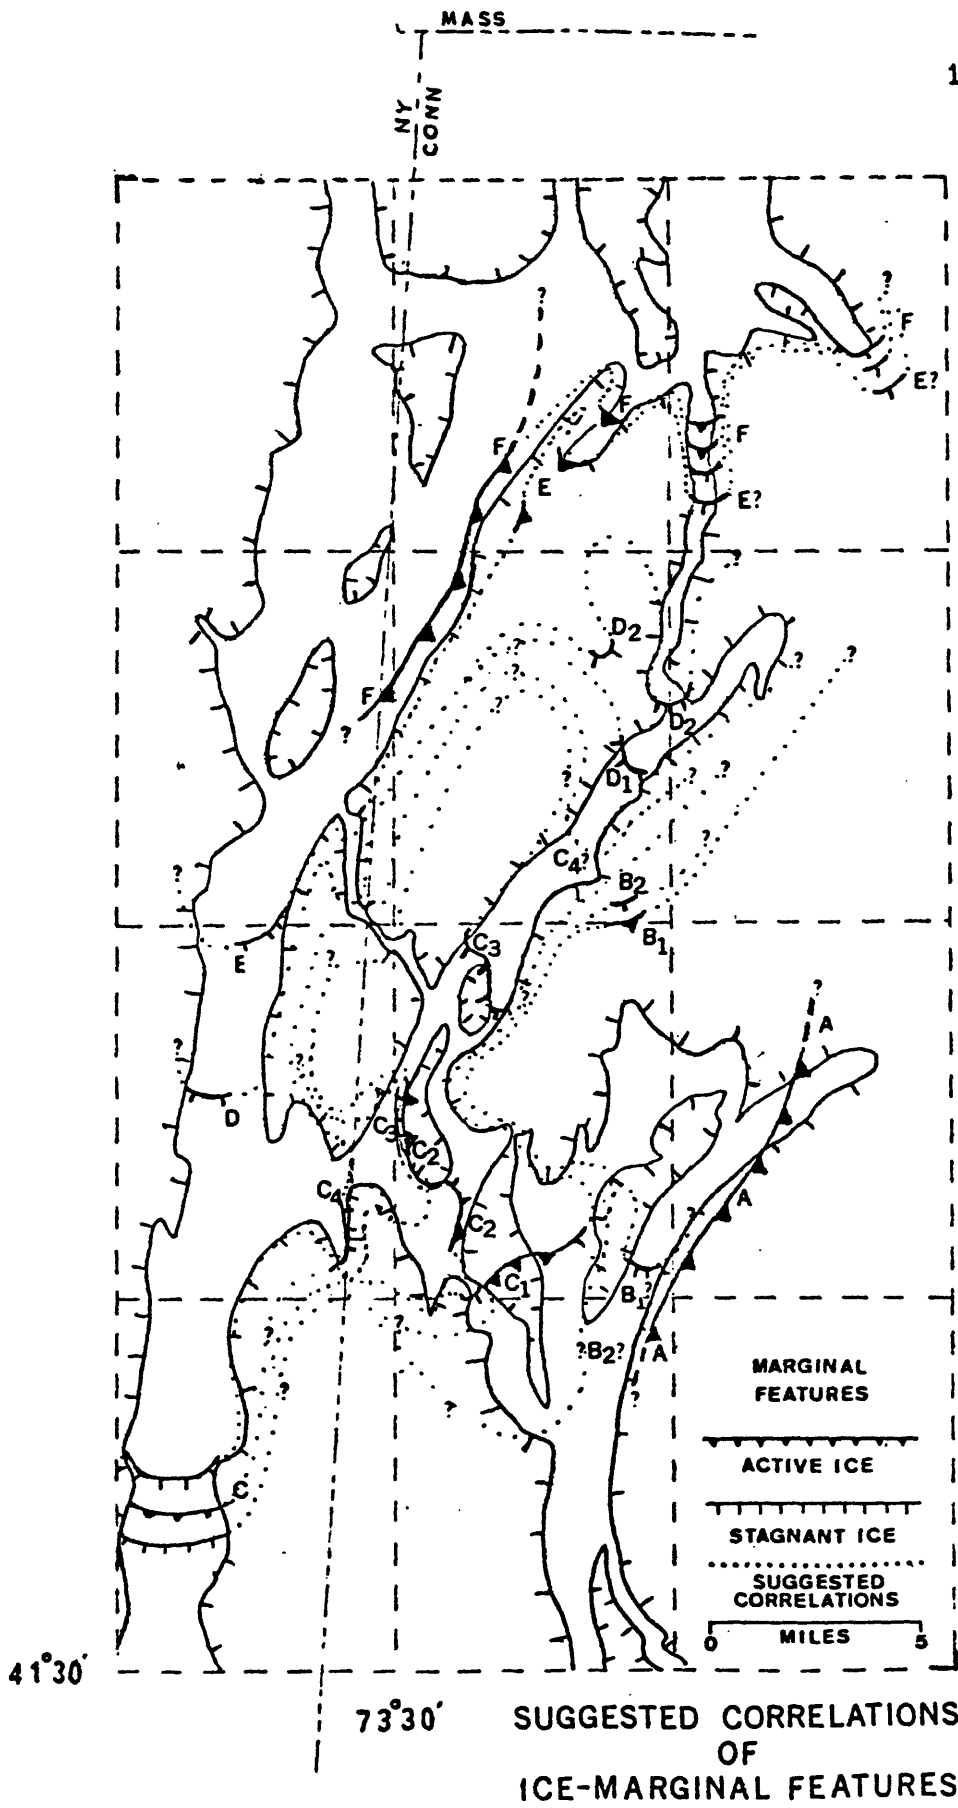 MASS
1
NY
CONN
?
?
F
E?
F
F
F
E
E?
?
D2
?
?
?
?
?
F
?
D2
D1
?
?
?
?
C4?
B2
B1
?
C3
E
?
?
?
A
?
?
D
C3
C2
C4
C2
A
?
C1
B1?
?
?
?B2?
A
?
?
?
C
MARGINAL
FEATURES
ACTIVE ICE
STAGNANT ICE
SUGGESTED
CORRELATIONS
0 MILES 5
41°30'
73°30'
SUGGESTED CORRELATIONS
OF
ICE-MARGINAL FEATURES